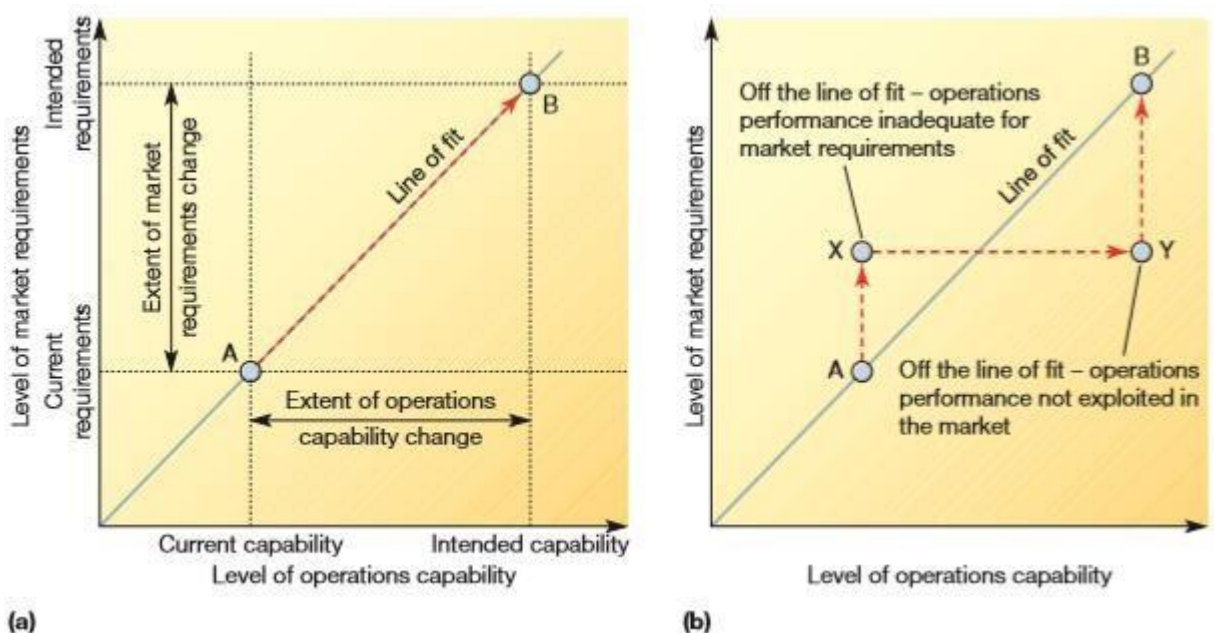 Level of market requirements
Intended
requirements
Current
requirements
Extent of market
requirements change
A
B
Line of fit
Extent of operations
capability change
Current capability
Intended capability
Level of operations capability
(a)
Level of market requirements
B
Off the line of fit – operations
performance inadequate for
market requirements
Line of fit
X
Y
A
Off the line of fit – operations
performance not exploited in
the market
Level of operations capability
(b)